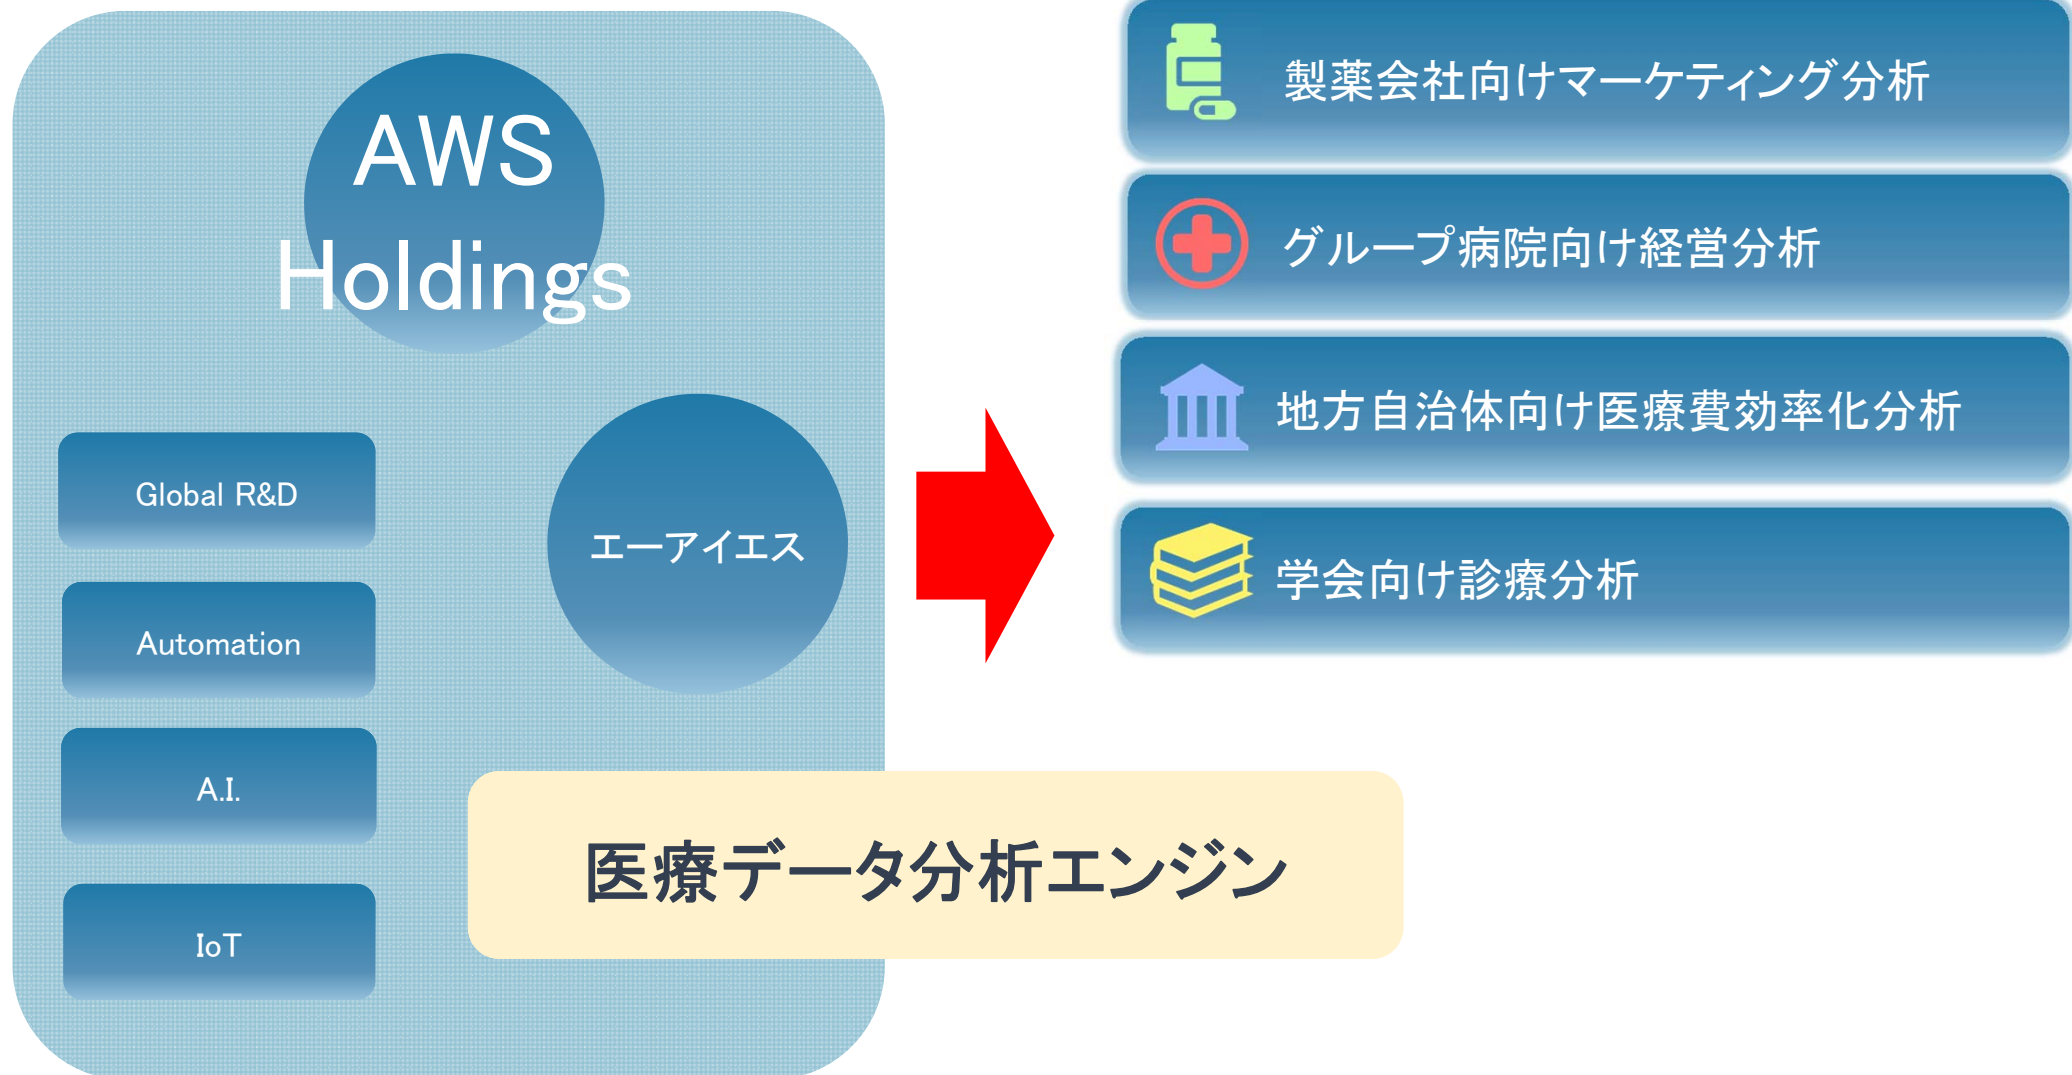 AWS
Holdings
Global R&D
Automation
A.I.
IoT
エーアイエス
医療データ分析エンジン
製薬会社向けマーケティング分析
グループ病院向け経営分析
地方自治体向け医療費効率化分析
学会向け診療分析